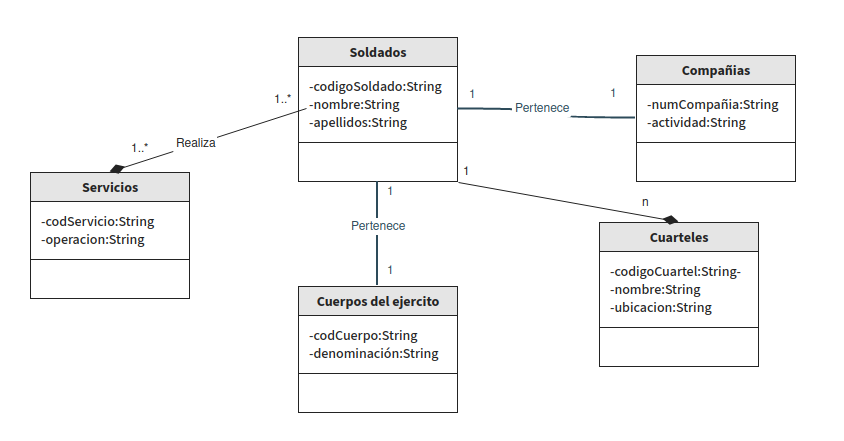 Soldados
-codigoSoldado:String
-nombre:String
-apellidos:String
Compañias
-numCompañia:String
-actividad:String
1
Pertenece
1
1..*
Realiza
1..*
Servicios
-codServicio:String
-operacion:String
1
n
Cuarteles
-codigoCuartel:String-
-nombre:String
-ubicacion:String
1
Pertenece
1
Cuerpos del ejercito
-codCuerpo:String
-denominación:String